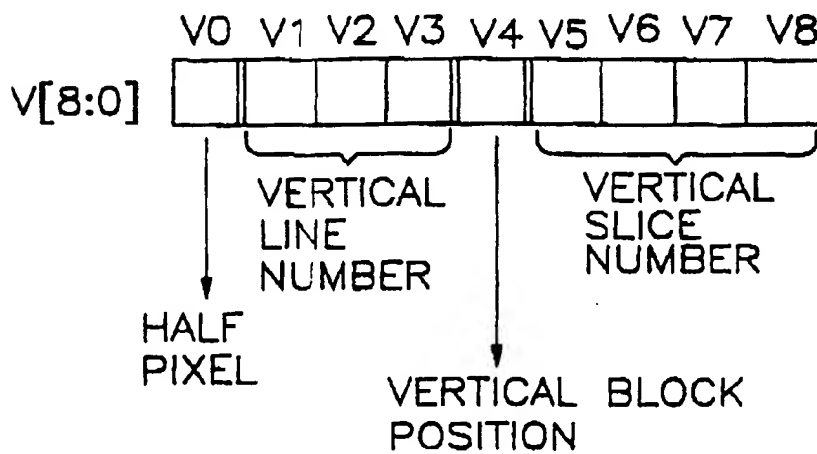 V0 V1 V2 V3 V4 V5 V6 V7 V8
V[8:0]
VERTICAL
LINE
NUMBER
VERTICAL
SLICE
NUMBER
HALF
PIXEL
VERTICAL BLOCK
POSITION